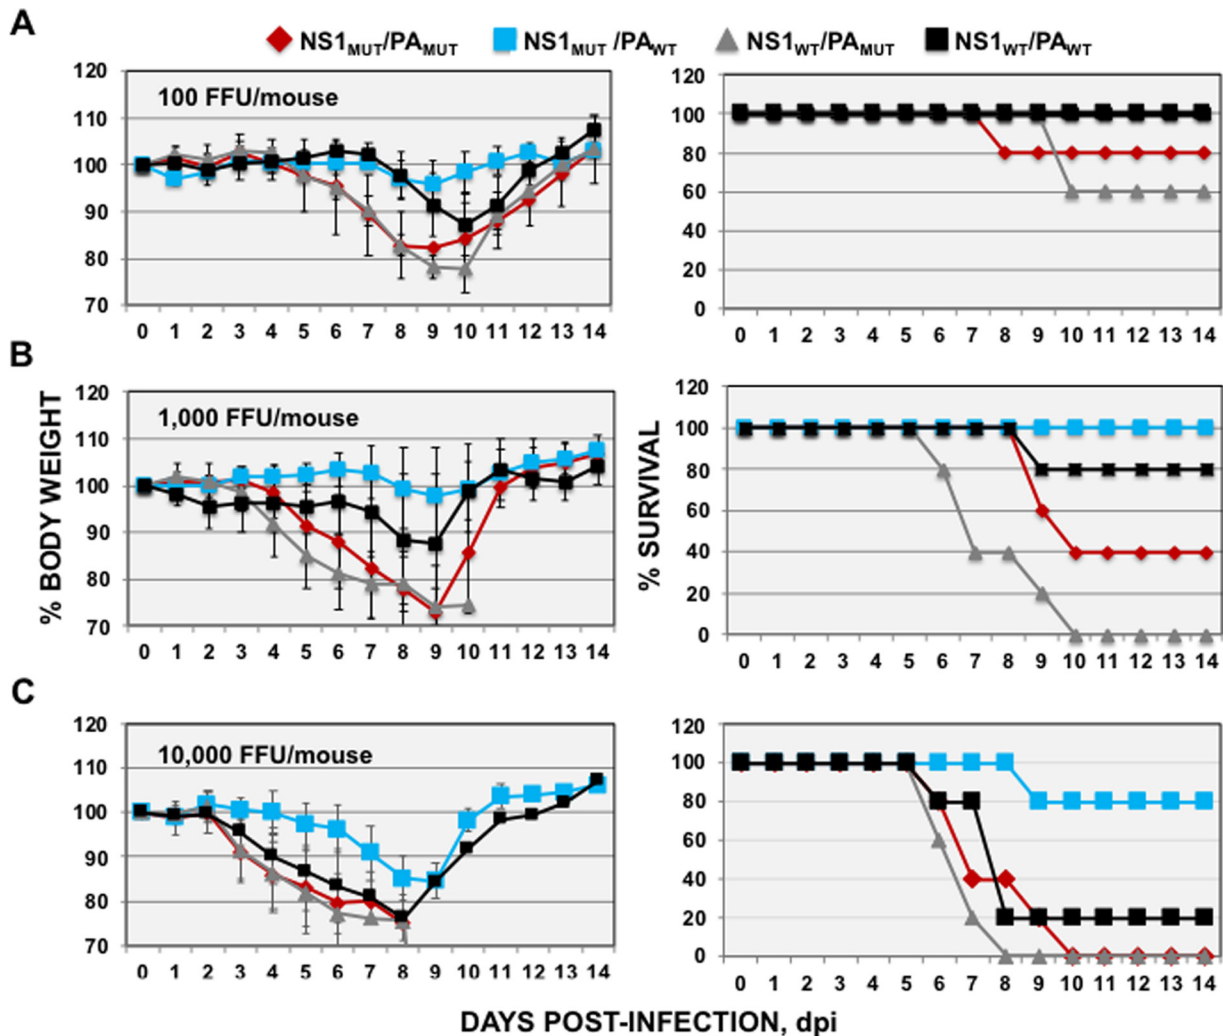 A
NS1MUT/PAMUT NS1MUT /PAWT NS1WT/PAMUT NS1WT/PAWT
120
110
100
90
80
70
100 FFU/mouse
0 1 2 3 4 5 6 7 8 9 10 11 12 13 14
120
100
80
60
40
20
0
0 1 2 3 4 5 6 7 8 9 10 11 12 13 14
B
% BODY WEIGHT
120
110
100
90
80
70
1,000 FFU/mouse
0 1 2 3 4 5 6 7 8 9 10 11 12 13 14
% SURVIVAL
120
100
80
60
40
20
0
0 1 2 3 4 5 6 7 8 9 10 11 12 13 14
C
120
110
100
90
80
70
10,000 FFU/mouse
0 1 2 3 4 5 6 7 8 9 10 11 12 13 14
120
100
80
60
40
20
0
0 1 2 3 4 5 6 7 8 9 10 11 12 13 14
DAYS POST-INFECTION, dpi